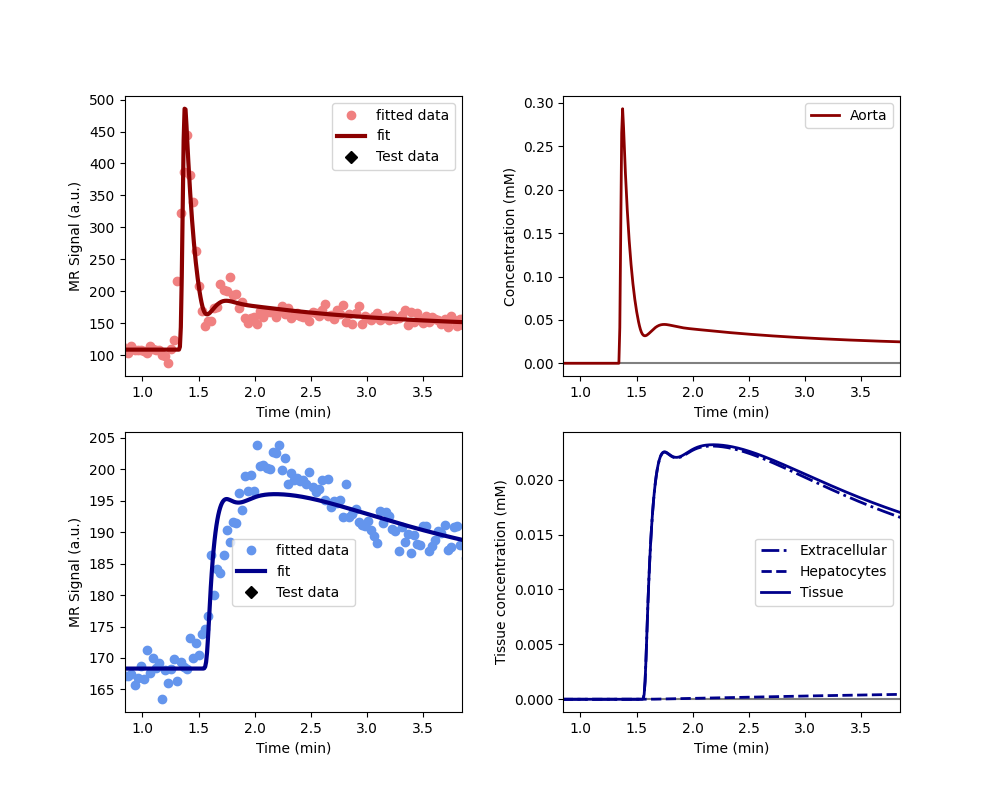 500
450
400
350
300
250
200
150
100
MR Signal (a.u.)
fitted data
fit
Test data
1.0 1.5 2.0 2.5 3.0 3.5
Time (min)
0.30
0.25
0.20
0.15
0.10
0.05
0.00
Concentration (mM)
Aorta
1.0 1.5 2.0 2.5 3.0 3.5
Time (min)
205
200
195
190
185
180
175
170
165
MR Signal (a.u.)
fitted data
fit
Test data
1.0 1.5 2.0 2.5 3.0 3.5
Time (min)
0.020
0.015
0.010
0.005
0.000
Tissue concentration (mM)
Extracellular
Hepatocytes
Tissue
1.0 1.5 2.0 2.5 3.0 3.5
Time (min)